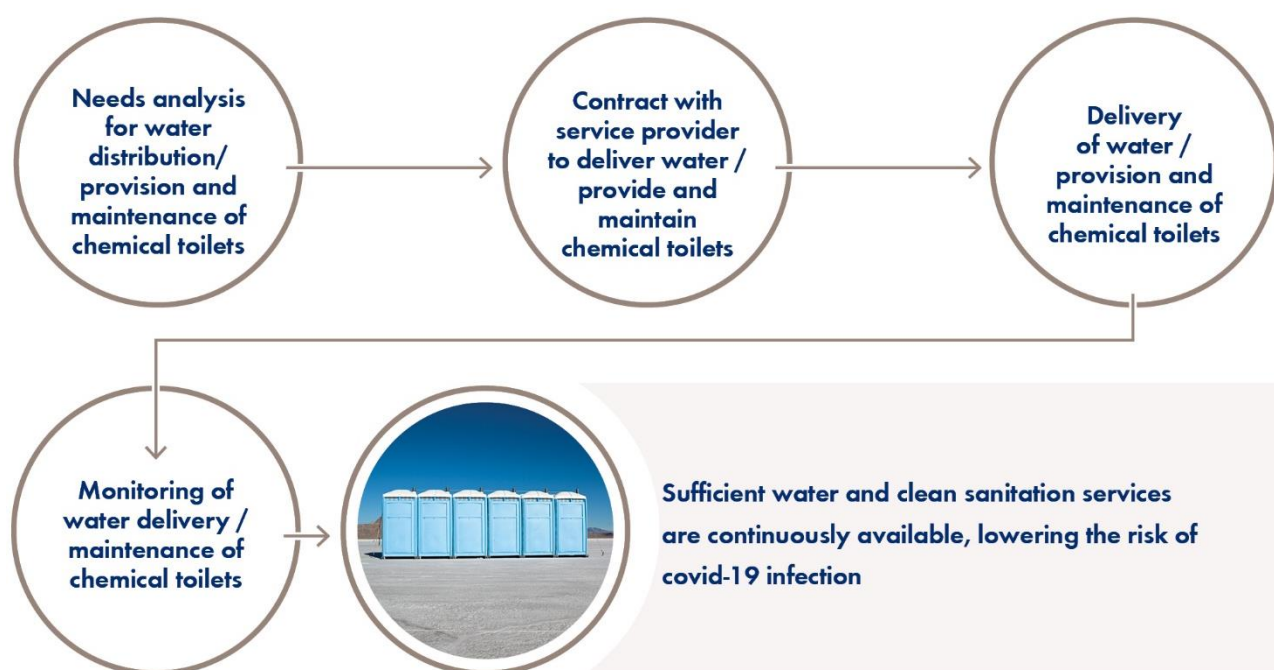 Needs analysis
for water
distribution/
provision and
maintenance of
chemical toilets
Contract with
service provider
to deliver water /
provide and
maintain
chemical toilets
Delivery
of water /
provision and
maintenance of
chemical toilets
Monitoring of
water delivery /
maintenance of
chemical toilets
Sufficient water and clean sanitation services
are continuously available, lowering the risk of
covid-19 infection